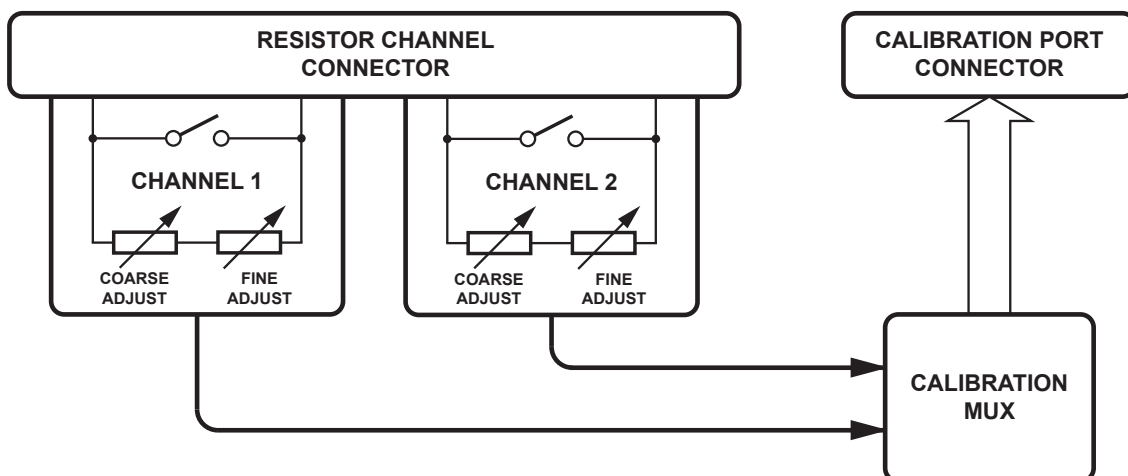 RESISTOR CHANNEL
CONNECTOR
CALIBRATION PORT
CONNECTOR
CHANNEL 1
COARSE
ADJUST
FINE
ADJUST
CHANNEL 2
COARSE
ADJUST
FINE
ADJUST
CALIBRATION
MUX